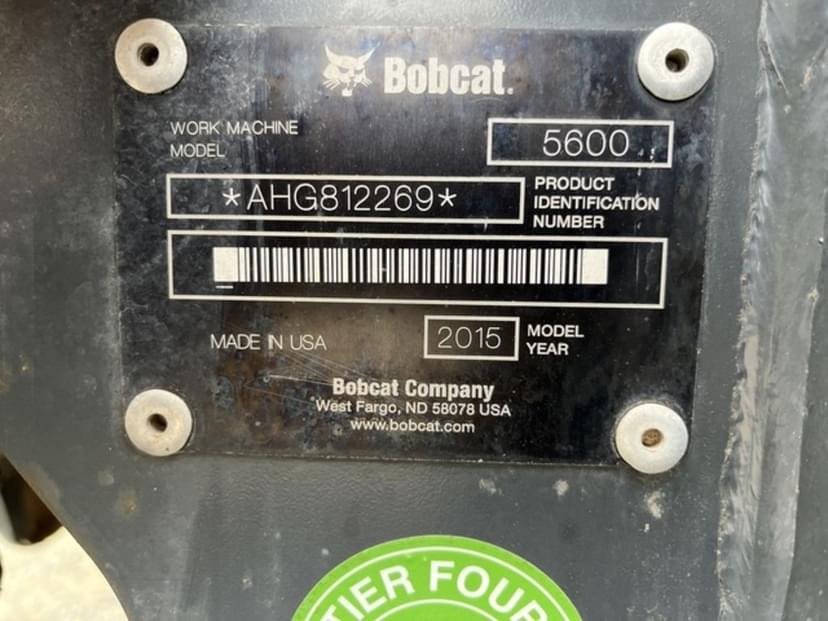 Bobcat.
WORK MACHINE
MODEL
5600
*AHG812269*
PRODUCT
IDENTIFICATION
NUMBER
MADE IN USA
2015
MODEL
YEAR
Bobcat Company
West Fargo, ND 58078 USA
www.bobcat.com
TIER FOUR